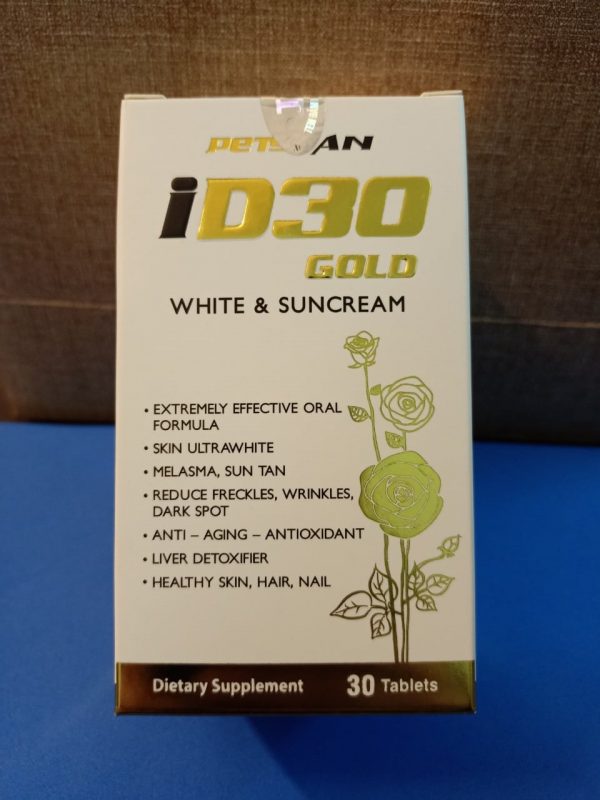 iD30
GOLD
WHITE & SUNCREAM
• EXTREMELY EFFECTIVE ORAL
FORMULA
• SKIN ULTRAWHITE
• MELASMA, SUN TAN
• REDUCE FRECKLES, WRINKLES,
DARK SPOT
• ANTI – AGING – ANTIOXIDANT
• LIVER DETOXIFIER
• HEALTHY SKIN, HAIR, NAIL
Dietary Supplement 30 Tablets